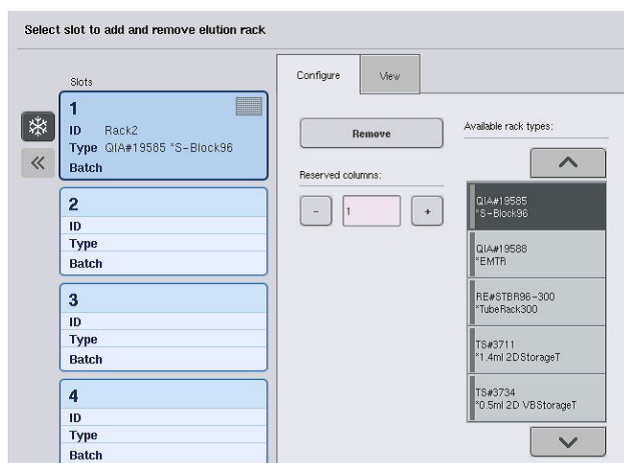 Select slot to add and remove elution rack
Slots
1
ID Rack2
Type QIA#19585 *S-Block96
Batch
2
ID
Type
Batch
3
ID
Type
Batch
4
ID
Type
Batch
Configure View
Remove
Reserved columns:
- 1 +
Available rack types:
QIA#19585
*S-Block96
QIA#19588
*EMTR
RE#STBR96-300
*TubeRack300
TS#3711
*1.4ml 2DStorageT
TS#3734
*0.5ml 2D VBStorageT